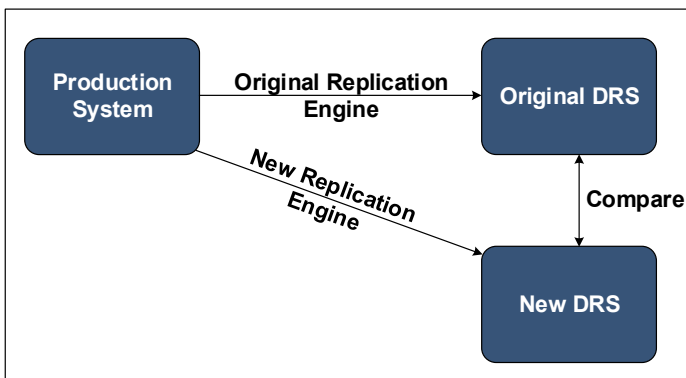 Production
System
Original Replication
Engine
Original DRS
New Replication
Engine
Compare
New DRS